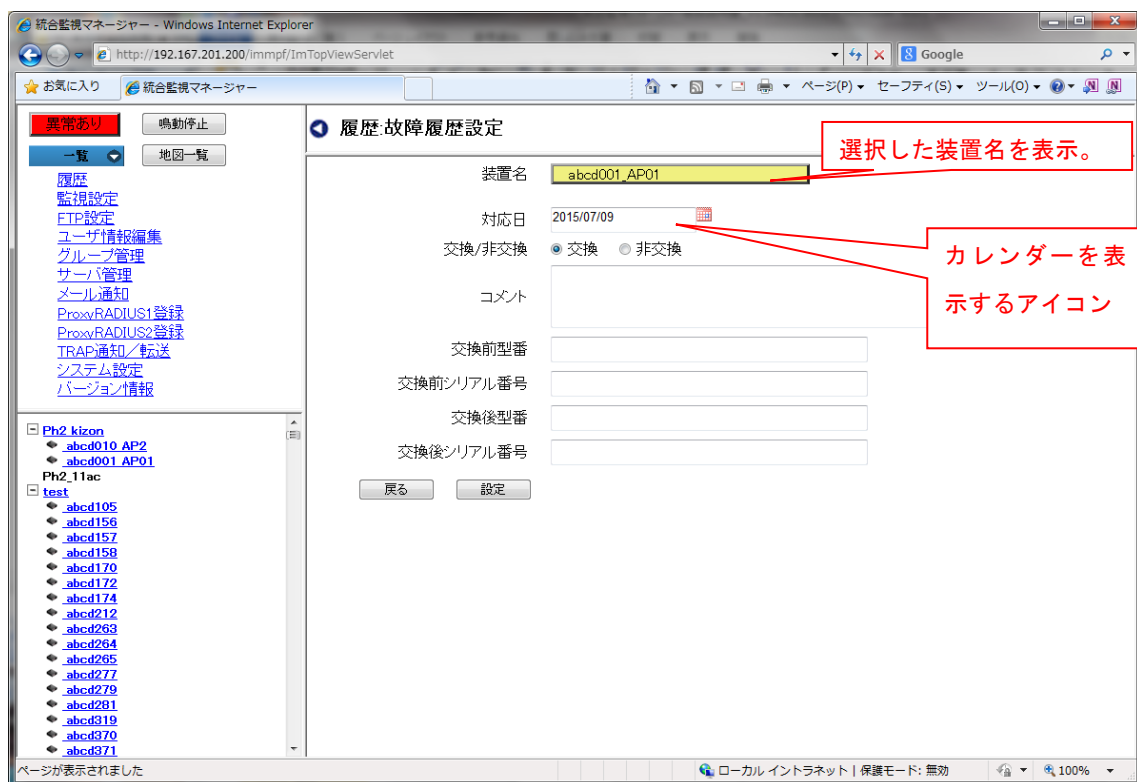 統合監視マネージャー - Windows Internet Explorer
http://192.167.201.200/immpf/ImTopViewServlet
Google
お気に入り
統合監視マネージャー
ページ(P)
セーフティ(S)
ツール(O)
異常あり
鳴動停止
一覧
地図一覧
履歴
監視設定
FTP設定
ユーザ情報編集
グループ管理
サーバ管理
メール通知
ProxyRADIUS1登録
ProxyRADIUS2登録
TRAP通知/転送
システム設定
バージョン情報
Ph2 kizon
abcd010 AP2
abcd001 AP01
Ph2_11ac
test
abcd105
abcd156
abcd157
abcd158
abcd170
abcd172
abcd174
abcd212
abcd263
abcd264
abcd265
abcd277
abcd279
abcd281
abcd319
abcd370
abcd371
履歴:故障履歴設定
選択した装置名を表示。
装置名
abcd001_AP01
対応日
2015/07/09
カレンダーを表
示するアイコン
交換/非交換
交換
非交換
コメント
交換前型番
交換前シリアル番号
交換後型番
交換後シリアル番号
戻る
設定
ページが表示されました
ローカル イントラネット | 保護モード: 無効
100%